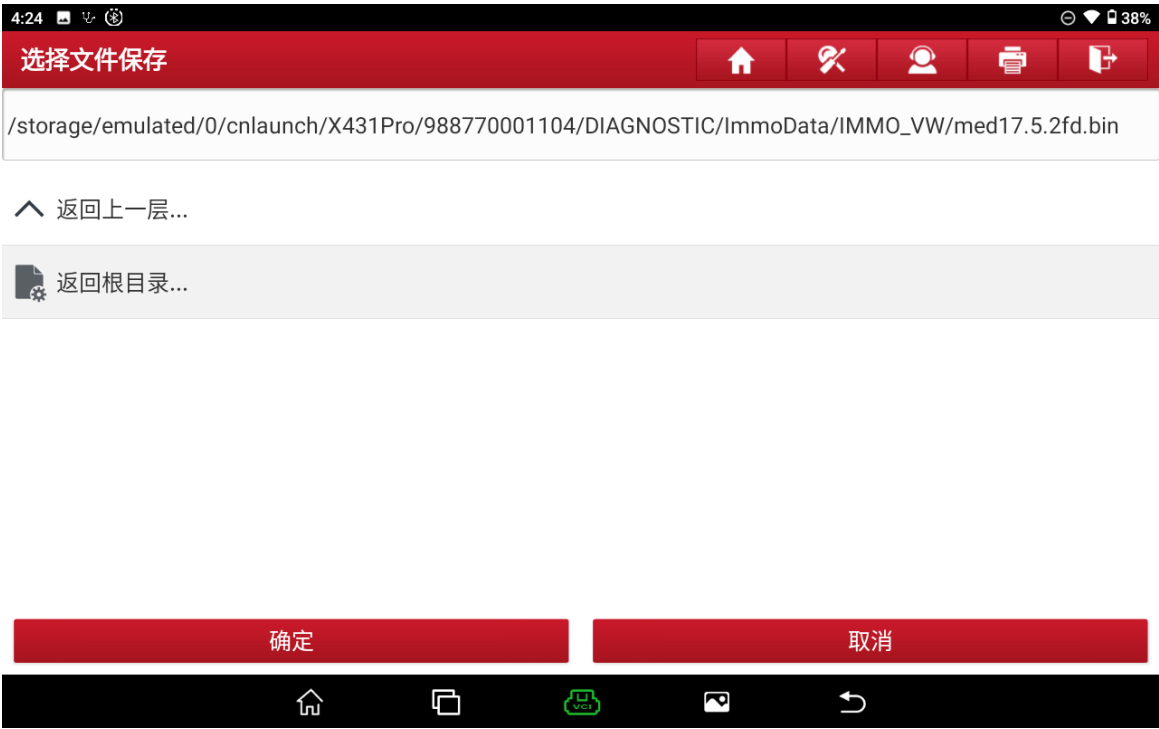 4:24
38%
选择文件保存
/storage/emulated/0/cnlaunch/X431Pro/988770001104/DIAGNOSTIC/ImmoData/IMMO_VW/med17.5.2fd.bin
返回上一层...
返回根目录...
确定
取消
VCI